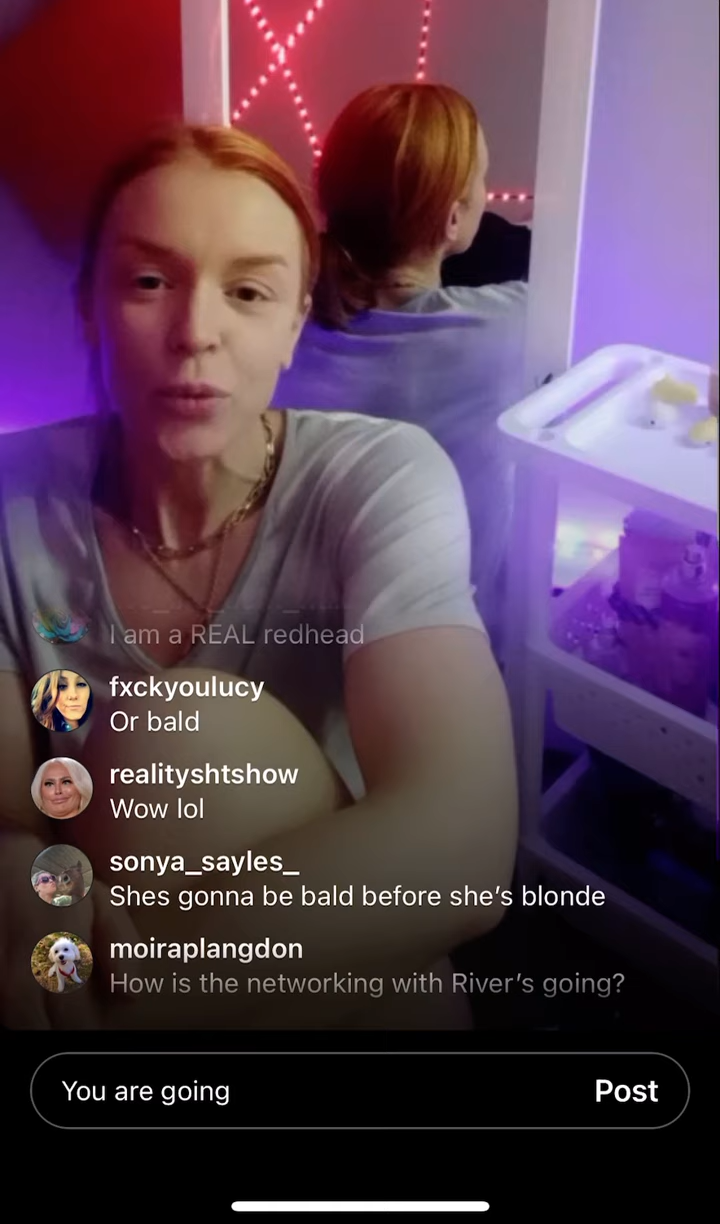 I am a REAL redhead
fxckyoulucy
Or bald
realityshtshow
Wow lol
sonya_sayles_
Shes gonna be bald before she’s blonde
moiraplangdon
How is the networking with River’s going?
You are going
Post